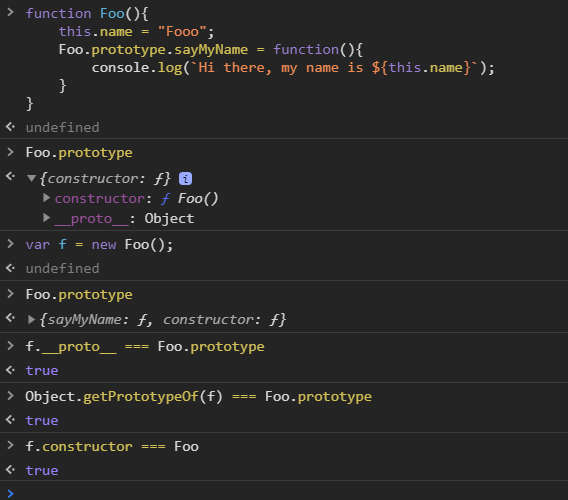 > function Foo(){
this.name = "Fooo";
Foo.prototype.sayMyName = function(){
console.log(`Hi there, my name is ${this.name}`);
}
}
undefined
> Foo.prototype
▼{constructor: ƒ} i
▶constructor: ƒ Foo()
▶__proto__: Object
> var f = new Foo();
undefined
> Foo.prototype
▶{sayMyName: ƒ, constructor: ƒ}
> f.__proto__ === Foo.prototype
true
> Object.getPrototypeOf(f) === Foo.prototype
true
> f.constructor === Foo
true
>